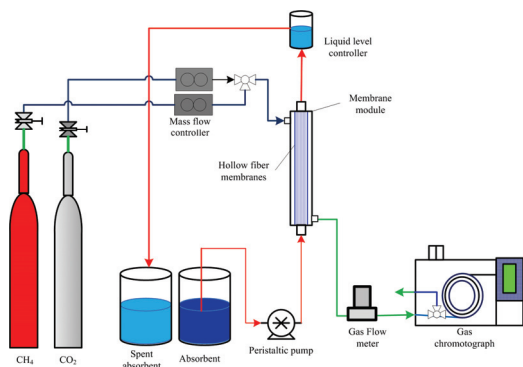 Liquid level
controller
Mass flow
controller
Membrane
module
Hollow fiber
membranes
CH₄
CO₂
Spent
absorbent
Absorbent
Peristaltic pump
Gas Flow
meter
Gas
chromotograph